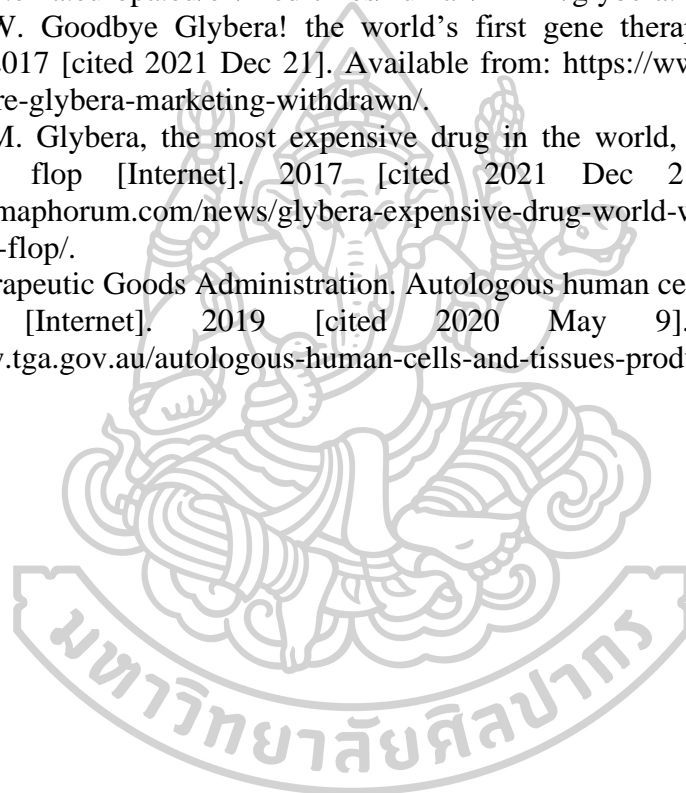 W. Goodbye Glybera! the world's first gene therap
2017 [cited 2021 Dec 21]. Available from: https://ww
re-glybera-marketing-withdrawn/.
M. Glybera, the most expensive drug in the world,
flop [Internet]. 2017 [cited 2021 Dec 2
maphorum.com/news/glybera-expensive-drug-world-w
-flop/.
rapeutic Goods Administration. Autologous human ce
[Internet]. 2019 [cited 2020 May 9].
.tga.gov.au/autologous-human-cells-and-tissues-produ
มหาวิทยาลัยศิลปากร